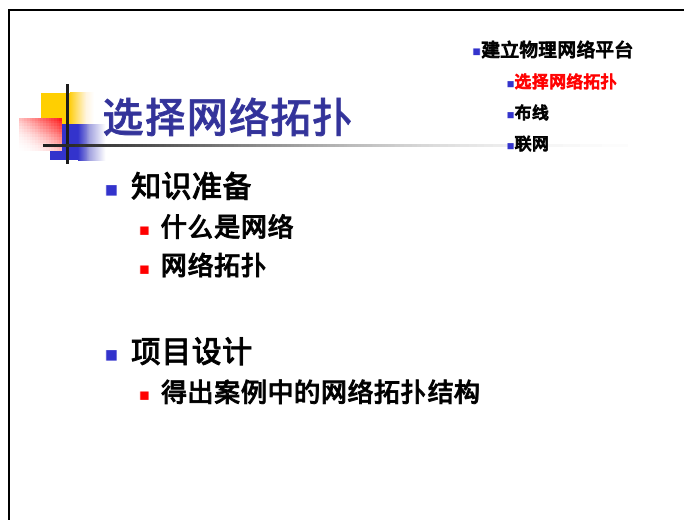 建立物理网络平台
选择网络拓扑
布线
联网
选择网络拓扑
知识准备
什么是网络
网络拓扑
项目设计
得出案例中的网络拓扑结构